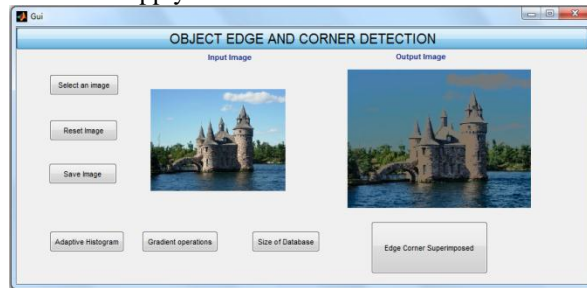 Gui
OBJECT EDGE AND CORNER DETECTION
Input Image
Output Image
Select an image
Reset Image
Save Image
Adaptive Histogram
Gradient operations
Size of Database
Edge Corner Superimposed